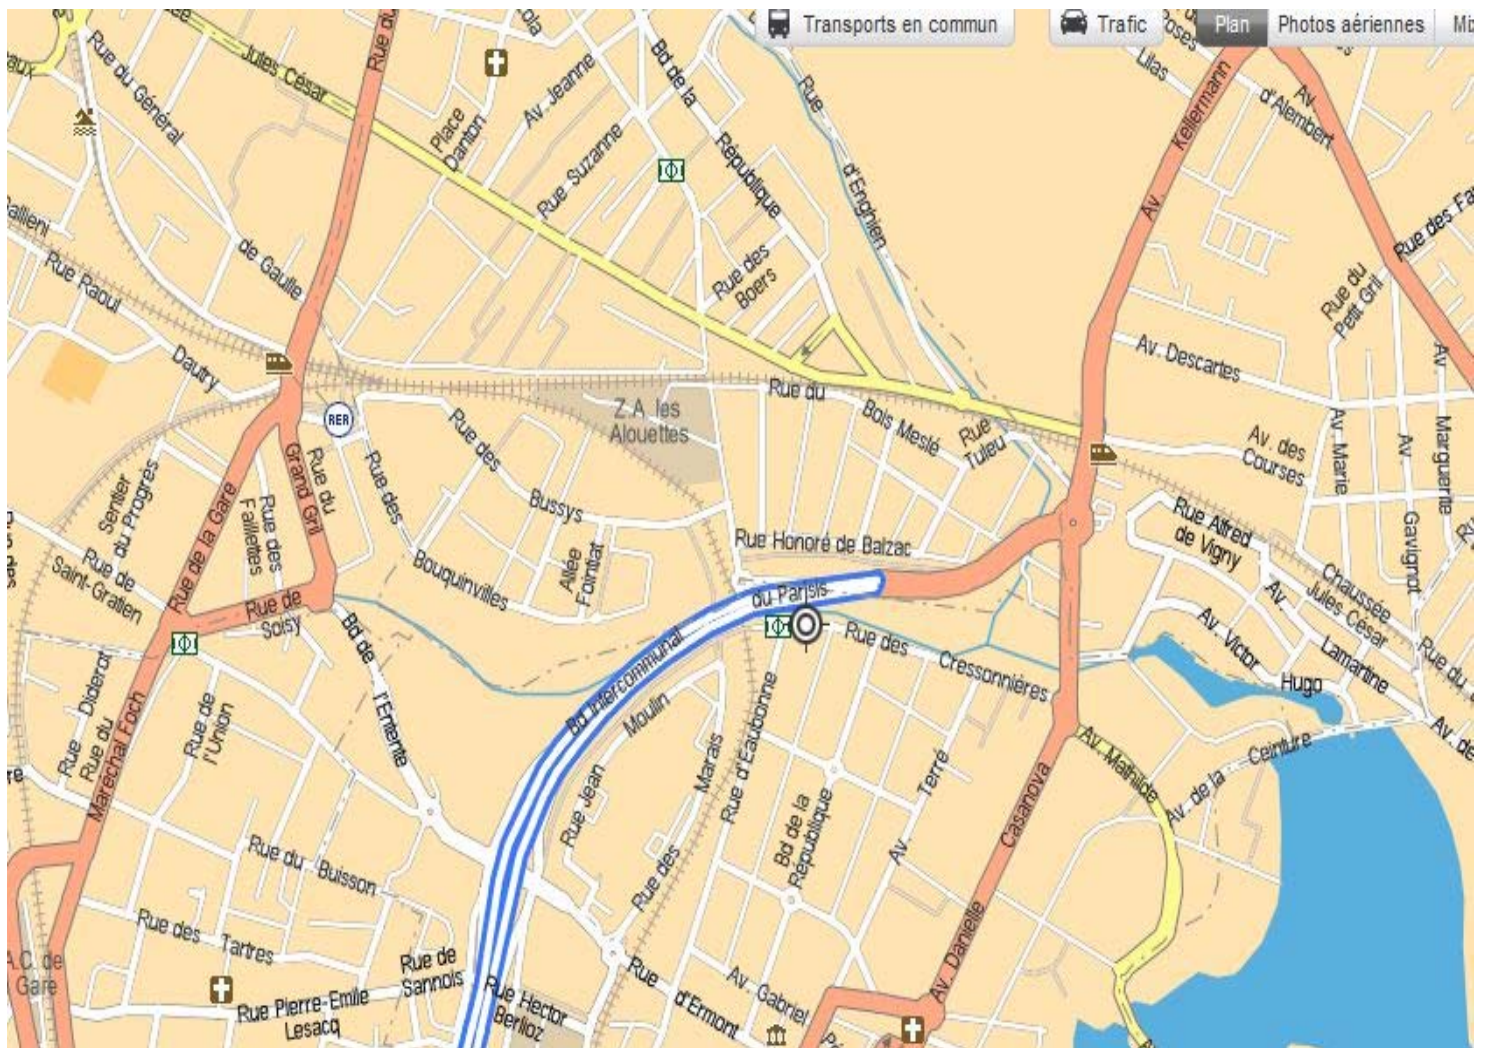 Transports en commun
Trafic
Plan
Photos aériennes
Jules César
Rue du Général
de Gaulle
Rue du
Place
Danton
Av. Jeanne
Rue Suzanne
Bd de la
République
Rue
d'Enghien
Lilas
Av. Kellermann
Av.
d'Alembert
Rue des
Boers
Rue du
Petit Gril
Rue Raoul
Dautry
RER
Z.A. les
Alouettes
Rue du
Bois Meslé
Rue
Tuleu
Av. Descartes
Av. Marie
Av.
Marguerite
Av.
Gavignot
Av. des
Courses
Sentier
du Progrès
Rue de
Saint-Gratien
Rue de la Gare
Rue des
Faillettes
Grand Gril
Rue du
Rue des
Bouquinvilles
Rue des
Bussys
Allée
Fointiat
Rue Honoré de Balzac
Rue Alfred
de Vigny
Chaussée
Jules César
Av.
Lamartine
Av. Victor
Hugo
Rue de
Soisy
Bd de
l'Entente
Bd Intercommunal
du Parisis
Rue des
Cressonnières
Rue
Diderot
Rue du
Maréchal Foch
Rue de
l'Union
Rue Jean
Moulin
Rue des
Marais
Rue d'Eaubonne
Bd de la
République
Av.
Terré
Av. Danielle
Casanova
Av. Mathilde
Av. de la
Ceinture
Rue du
Buisson
Rue des
Tartres
Rue de
Sannois
Rue Pierre-Emile
Lesacq
Rue Hector
Berlioz
Rue
d'Ermont
Av. Gabriel
A.C. de
Gare